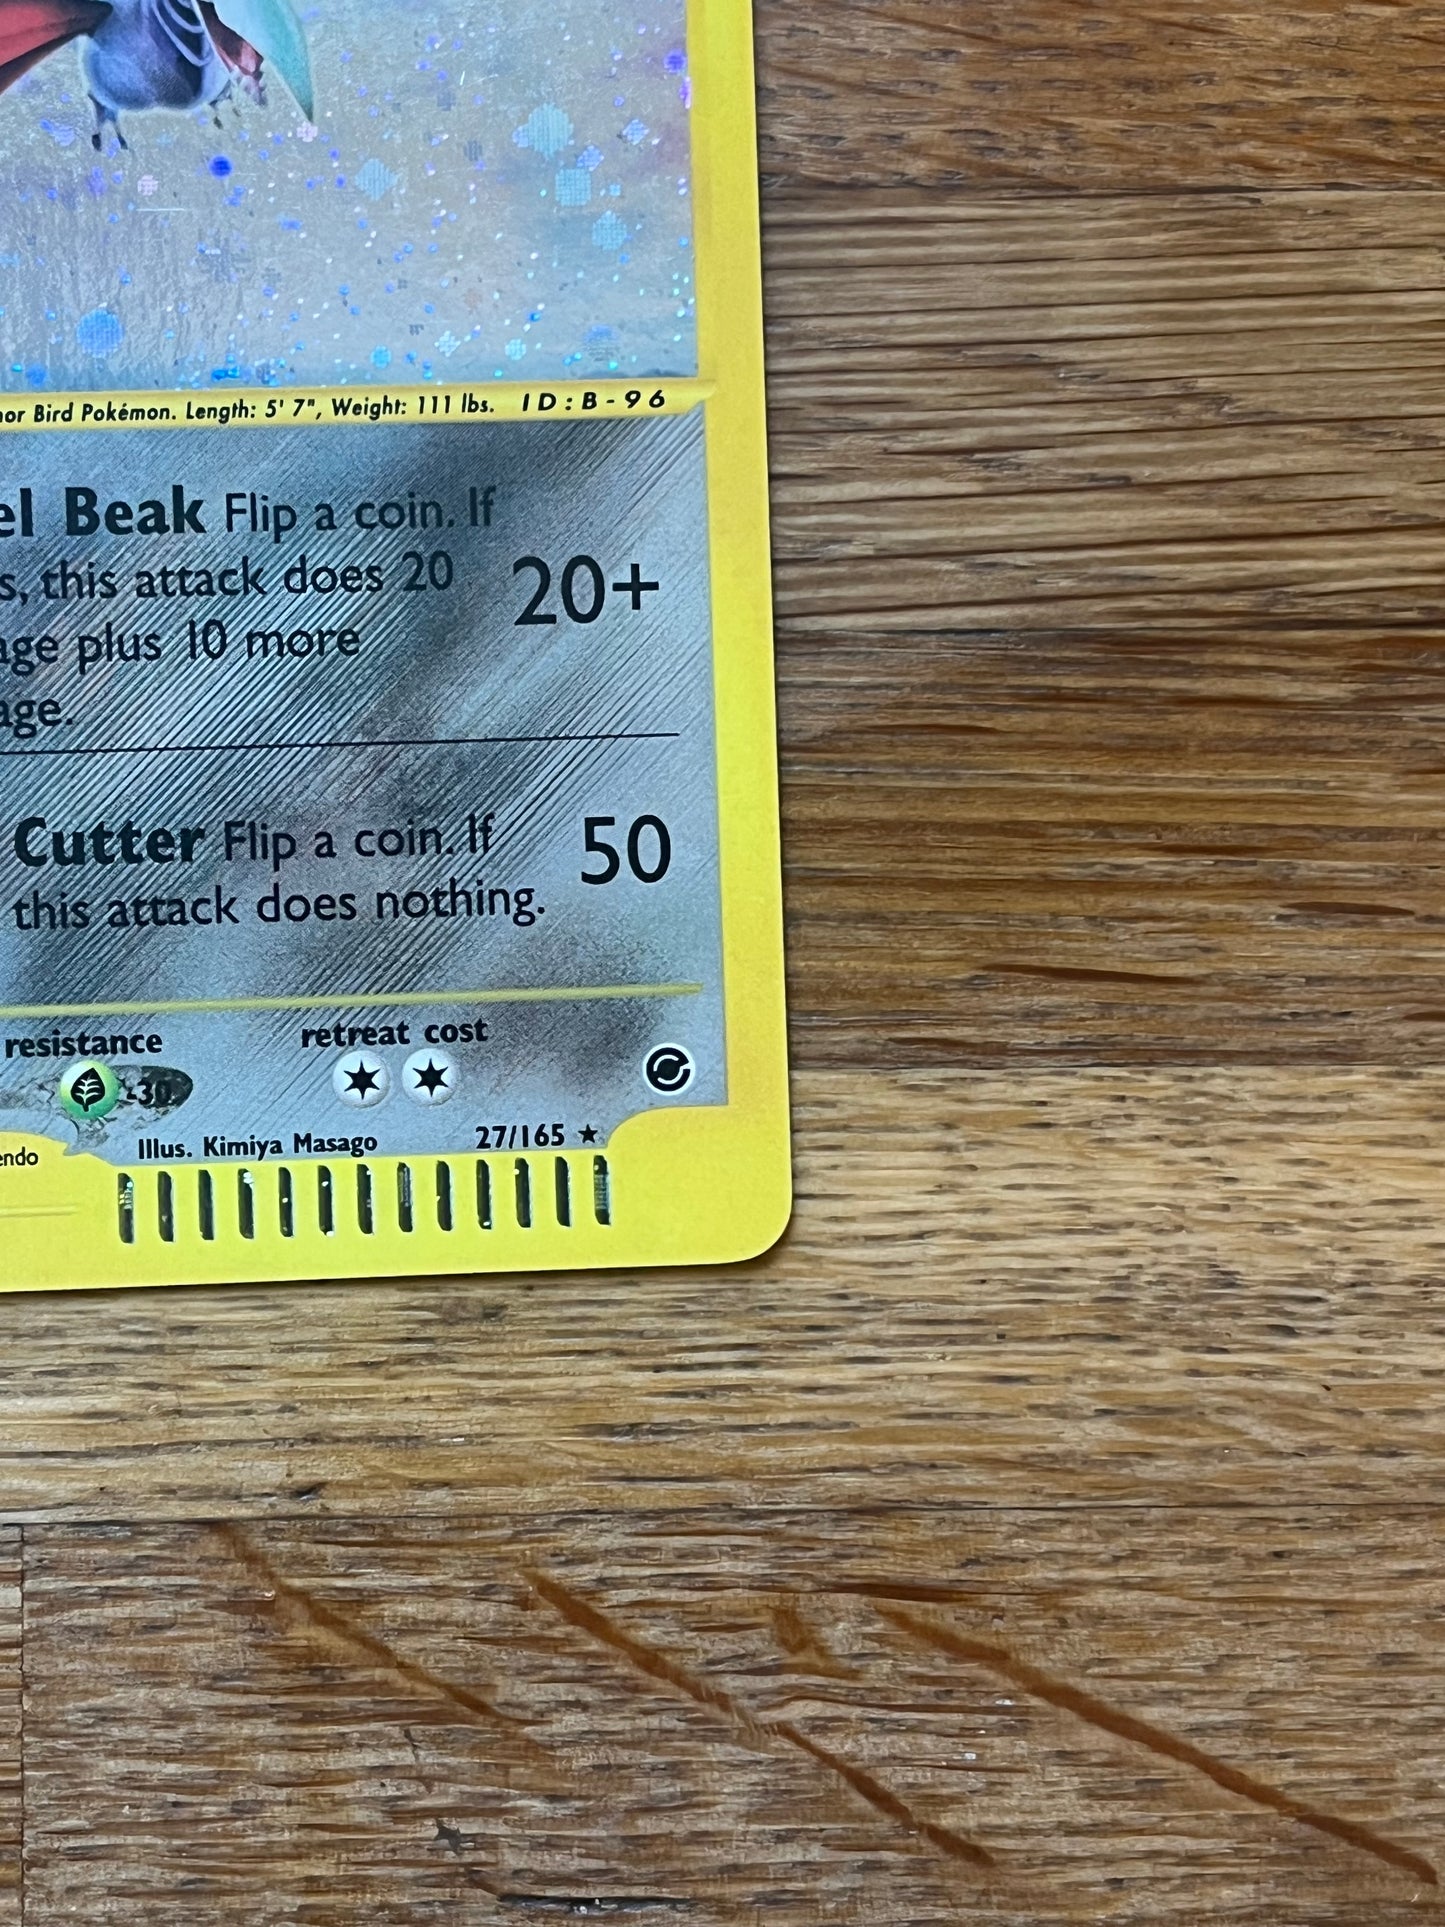 or Bird Pokémon. Length: 5' 7", Weight: 111 lbs. ID:B-96
el Beak Flip a coin. If
s, this attack does 20
age plus 10 more
age.
20+
Cutter Flip a coin. If
this attack does nothing.
50
resistance
-30
retreat cost
endo
Illus. Kimiya Masago
27/165 ★